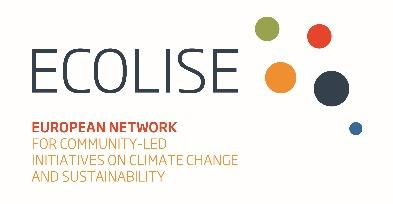 ECOLISE
EUROPEAN NETWORK
FOR COMMUNITY-LED
INITIATIVES ON CLIMATE CHANGE
AND SUSTAINABILITY